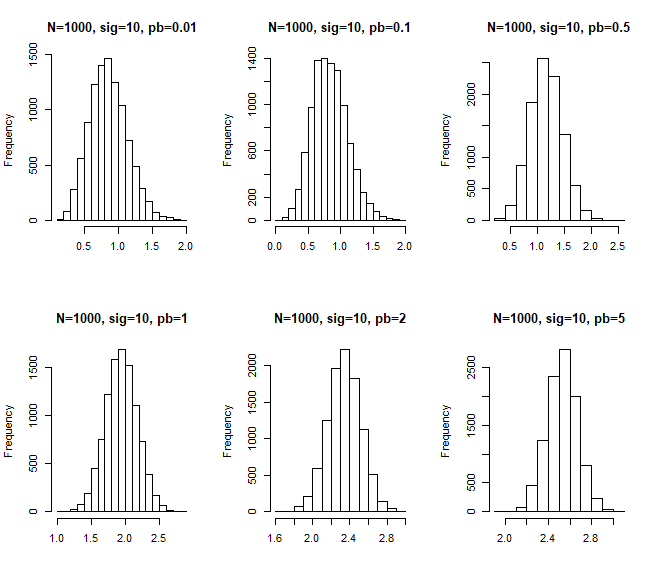 N=1000, sig=10, pb=0.01
Frequency
0 500 1000 1500
0.5 1.0 1.5 2.0
N=1000, sig=10, pb=0.1
Frequency
0 200 600 1000 1400
0.0 0.5 1.0 1.5 2.0
N=1000, sig=10, pb=0.5
Frequency
0 500 1000 2000
0.5 1.0 1.5 2.0 2.5
N=1000, sig=10, pb=1
Frequency
0 500 1000 1500
1.0 1.5 2.0 2.5
N=1000, sig=10, pb=2
Frequency
0 500 1000 1500 2000
1.6 2.0 2.4 2.8
N=1000, sig=10, pb=5
Frequency
0 500 1500 2500
2.0 2.4 2.8